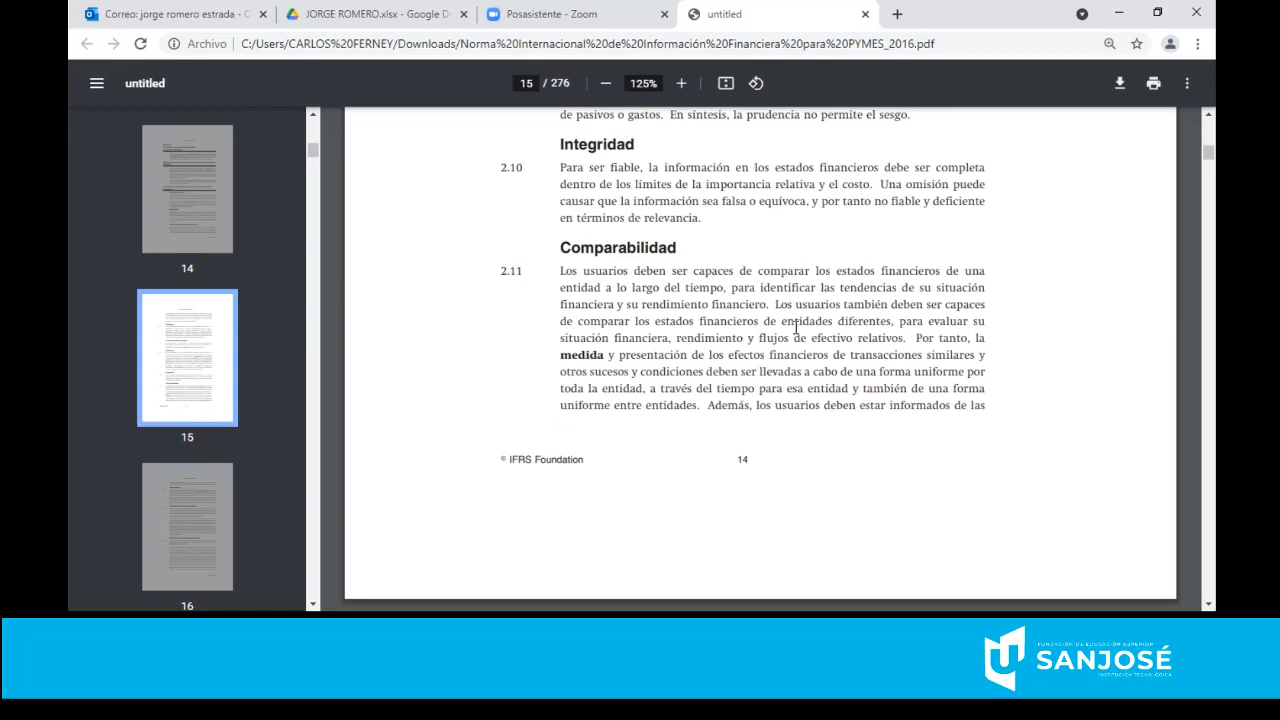 Correo: jorge romero estrada - C
JORGE ROMERO.xlsx - Google D
Posasistente - Zoom
untitled
Archivo
C:/Users/CARLOS%20FERNEY/Downloads/Norma%20Internacional%20de%20Información%20Financiera%20para%20PYMES_2016.pdf
untitled
15 / 276
125%
de pasivos o gastos. En síntesis, la prudencia no permite el sesgo.
Integridad
2.10 Para ser fiable, la información en los estados financieros debe ser completa
dentro de los límites de la importancia relativa y el costo. Una omisión puede
causar que la información sea falsa o equívoca, y por tanto no fiable y deficiente
en términos de relevancia.
Comparabilidad
2.11 Los usuarios deben ser capaces de comparar los estados financieros de una
entidad a lo largo del tiempo, para identificar las tendencias de su situación
financiera y su rendimiento financiero. Los usuarios también deben ser capaces
de comparar los estados financieros de entidades diferentes, para evaluar su
situación financiera, rendimiento y flujos de efectivo relativos. Por tanto, la
medida y presentación de los efectos financieros de transacciones similares y
otros sucesos y condiciones deben ser llevadas a cabo de una forma uniforme por
toda la entidad, a través del tiempo para esa entidad y también de una forma
uniforme entre entidades. Además, los usuarios deben estar informados de las
© IFRS Foundation
14
14
15
16
FUNDACIÓN DE EDUCACIÓN SUPERIOR
SANJOSÉ
INSTITUCIÓN TECNOLÓGICA